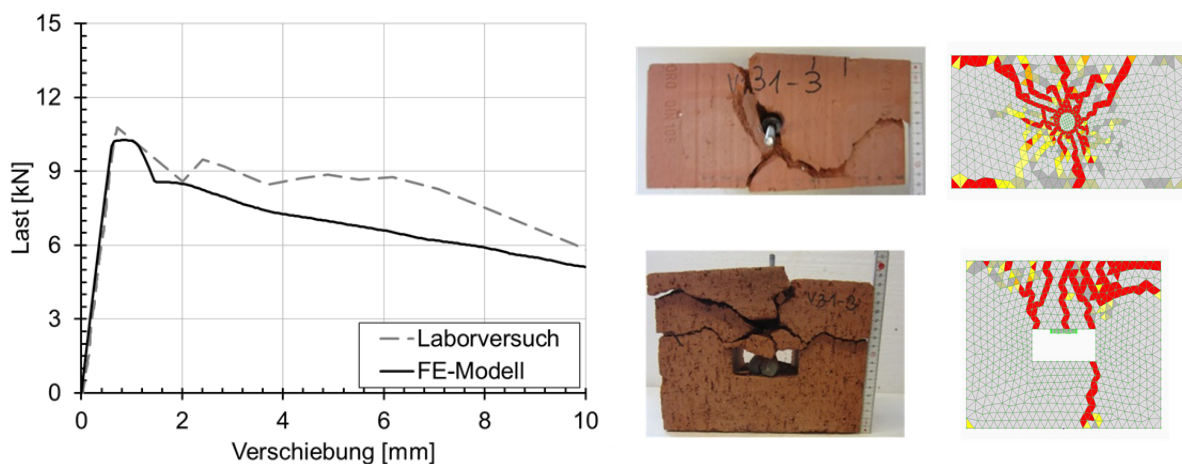 15
12
9
6
3
0
Last [kN]
Laborversuch
FE-Modell
0
2
4
6
8
10
Verschiebung [mm]
V31-3
V31-3